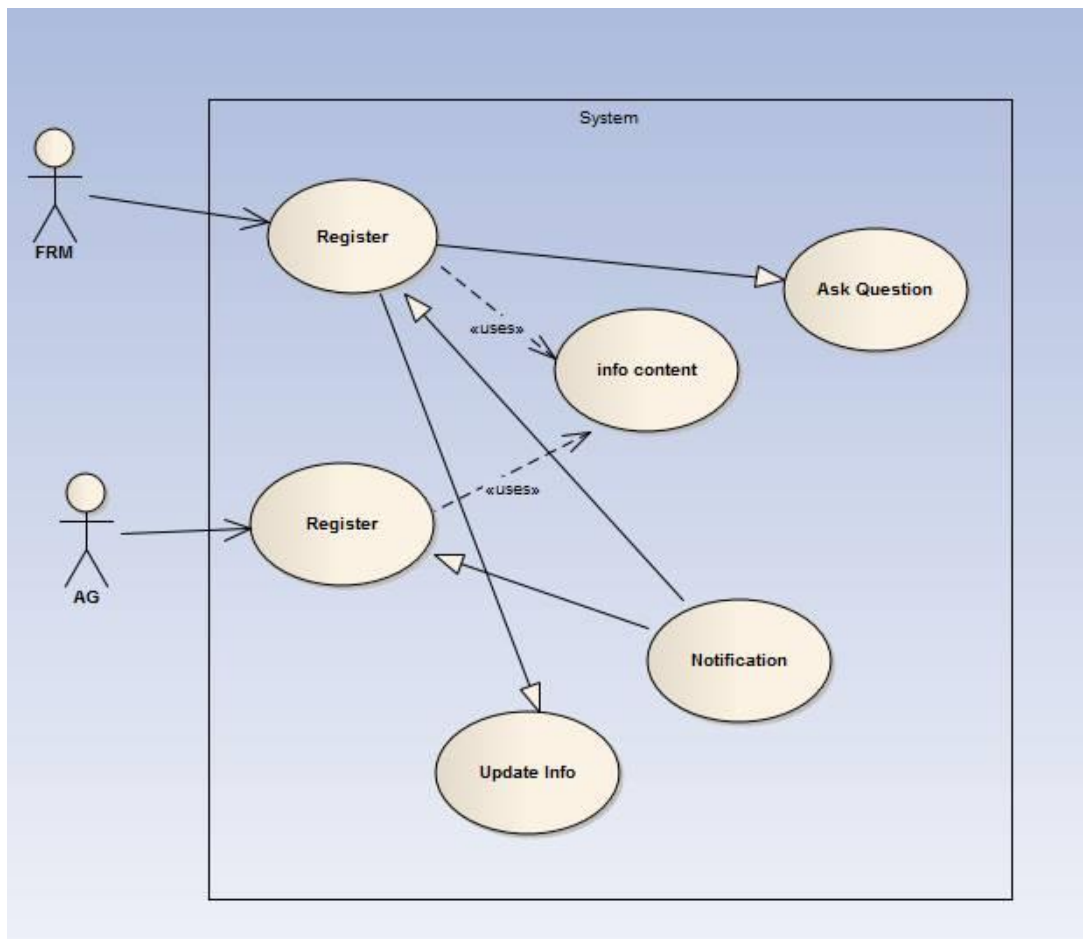 System
FRM
Register
Ask Question
«uses»
info content
«uses»
Register
AG
Notification
Update Info